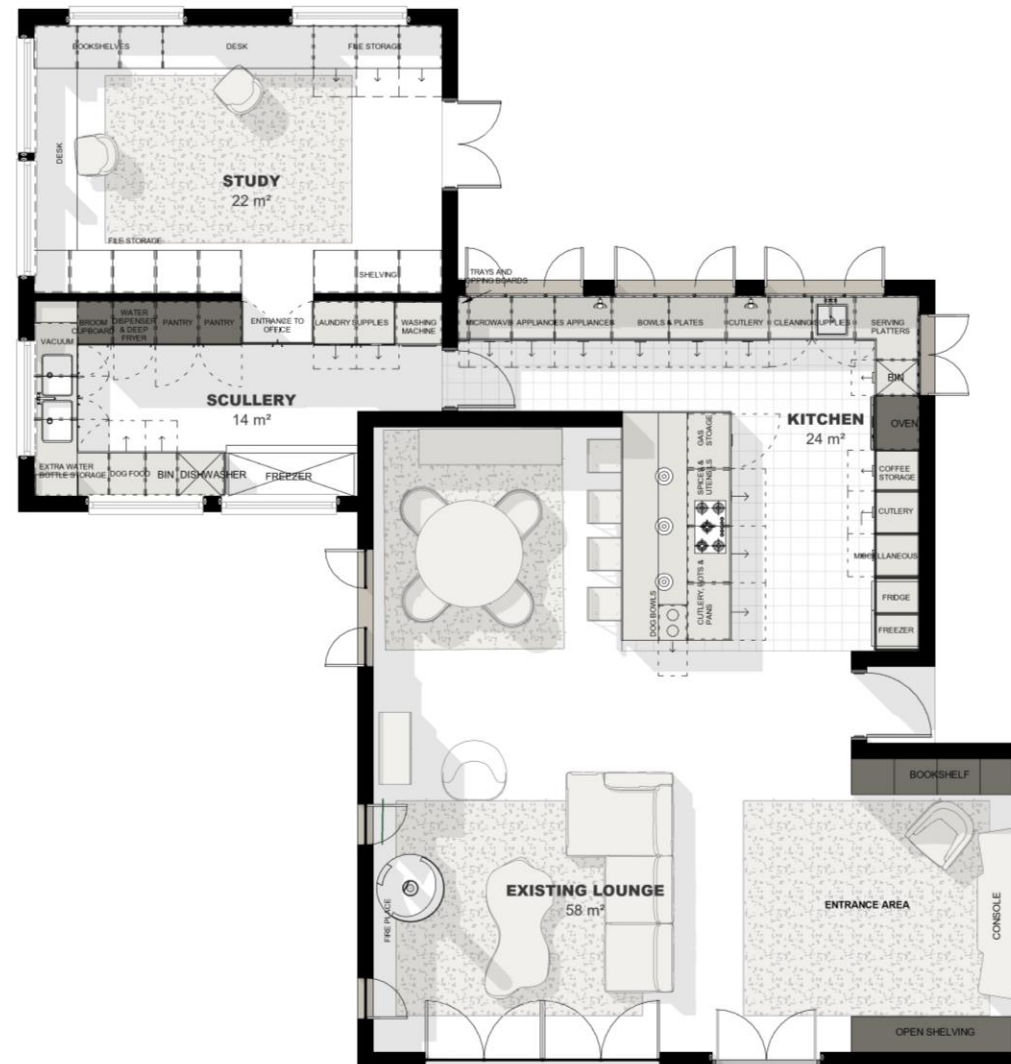 BOOKSHELVES
DESK
FILE STORAGE
DESK
STUDY
22 m²
FILE STORAGE
SHELVING
TRAYS AND
OPPING BOARDS
BROOM
CUPBOARD
WATER
DISPENSER
& DEEP
FRYER
PANTRY
PANTRY
ENTRANCE TO
OFFICE
LAUNDRY SUPPLIES
WASHING
MACHINE
MICROWAVE
APPLIANCES
APPLIANCES
BOWLS & PLATES
CUTLERY
CLEANING SUPPLIES
SERVING
PLATTERS
VACUUM
BIN
SCULLERY
14 m²
KITCHEN
24 m²
OVEN
GAS
STOAGE
SPICES &
UTENSILS
EXTRA WATER
BOTTLE STORAGE
DOG FOOD
BIN
DISHWASHER
FREEZER
COFFEE
STORAGE
CUTLERY
MISCELLANEOUS
CUTLERY, POTS &
PANS
DOG BOWLS
FRIDGE
FREEZER
BOOKSHELF
EXISTING LOUNGE
58 m²
FIRE PLACE
ENTRANCE AREA
CONSOLE
OPEN SHELVING